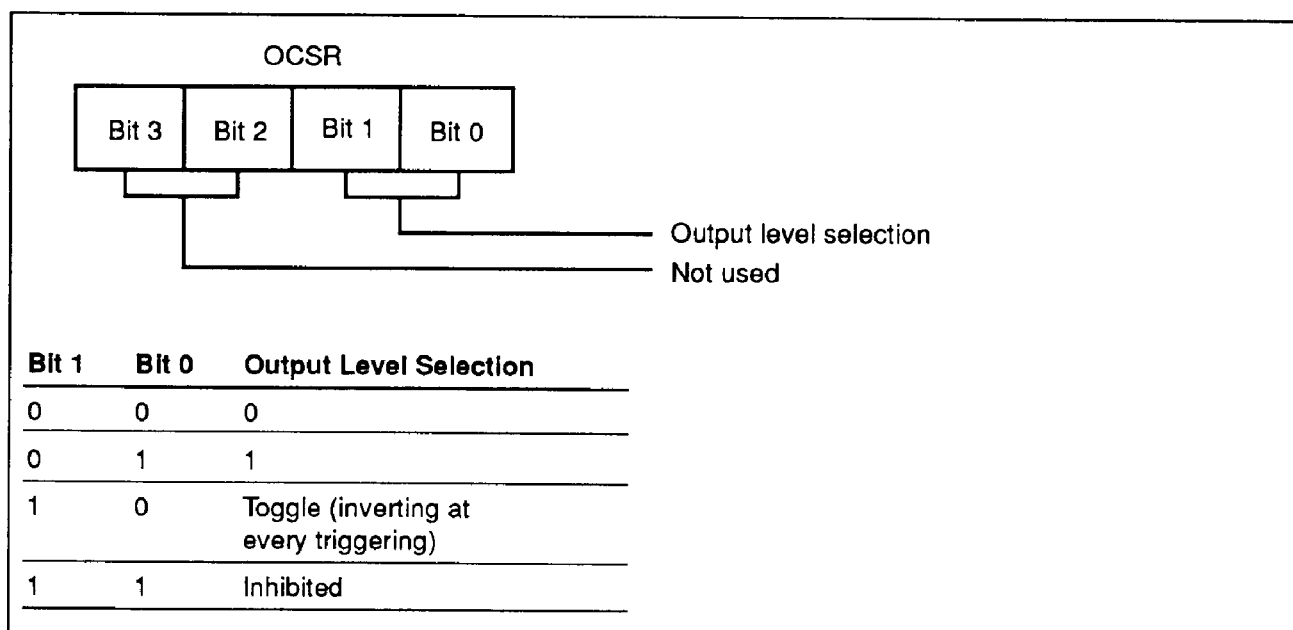 OCSR
Bit 3 Bit 2 Bit 1 Bit 0
Output level selection
Not used
Bit 1 Bit 0 Output Level Selection
0 0 0
0 1 1
1 0 Toggle (inverting at
every triggering)
1 1 Inhibited